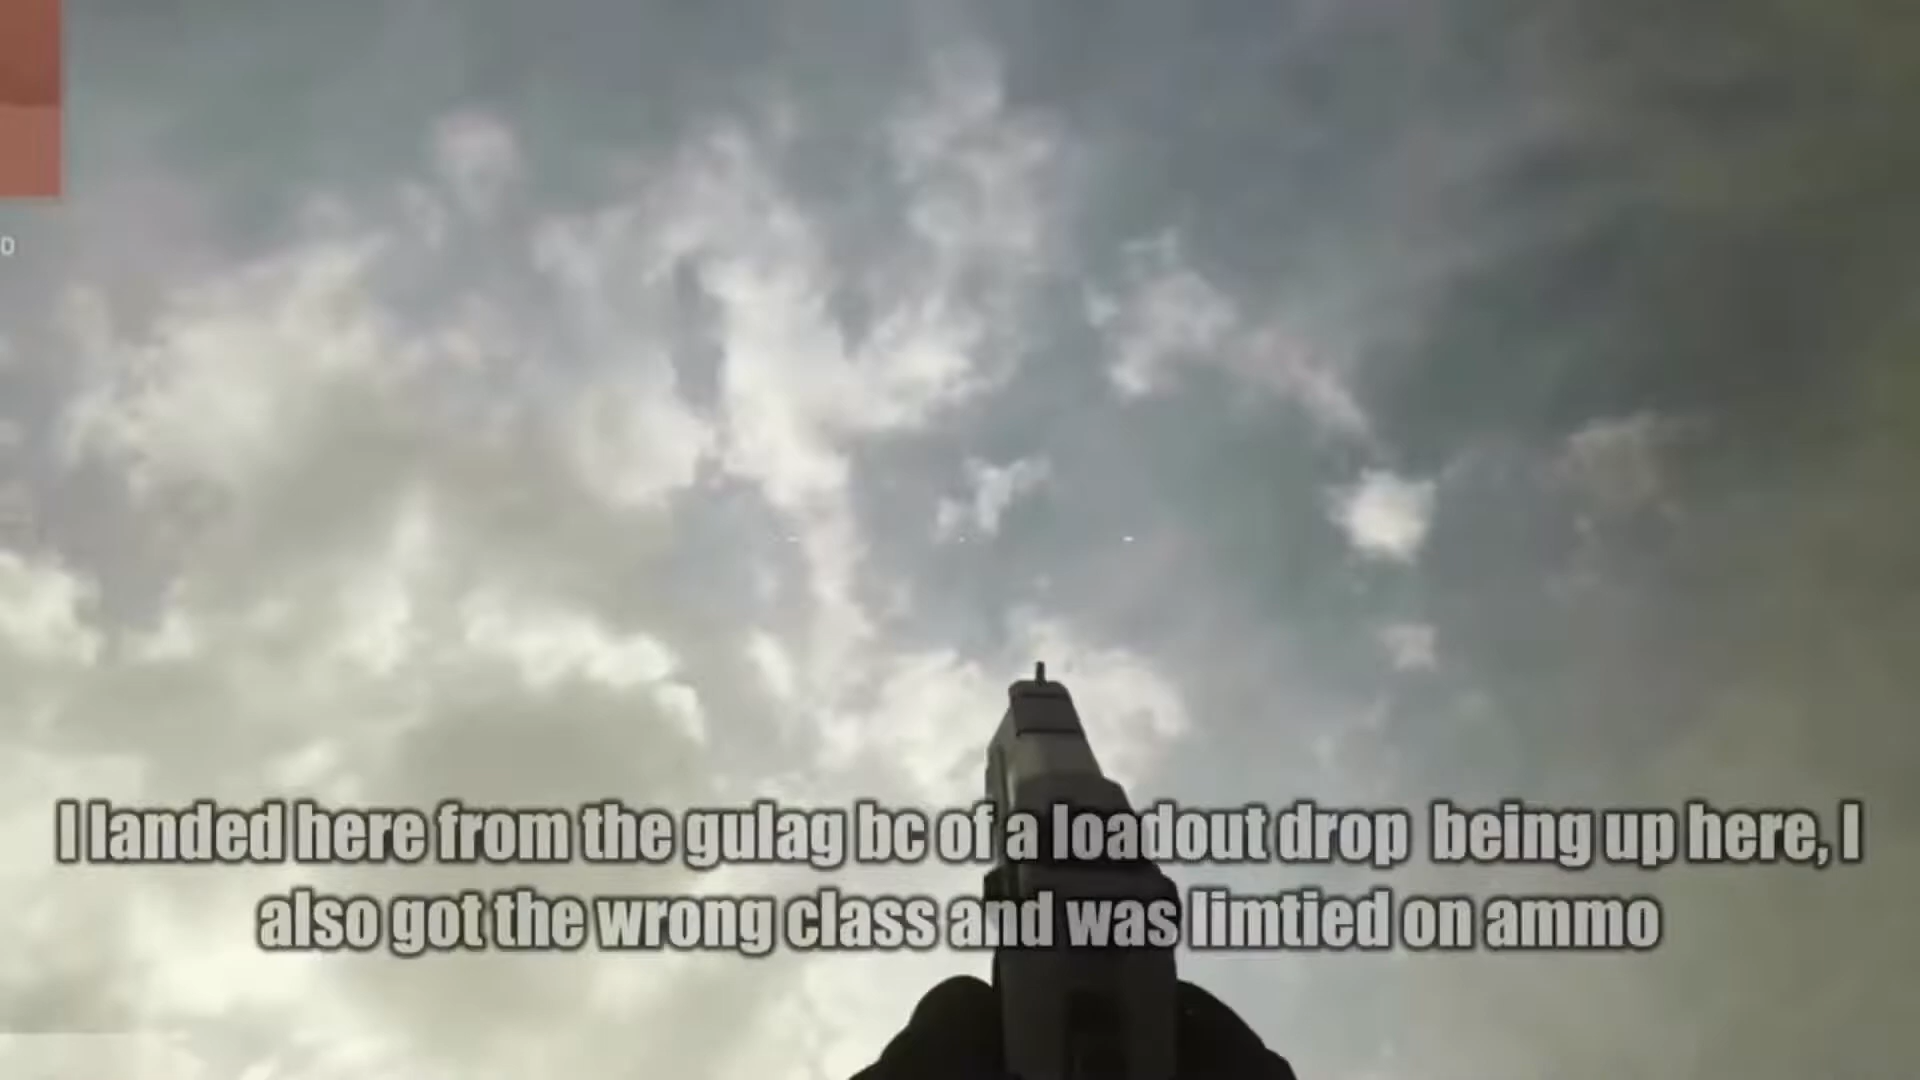 D
I landed here from the gulag bc of a loadout drop being up here, I
also got the wrong class and was limtied on ammo